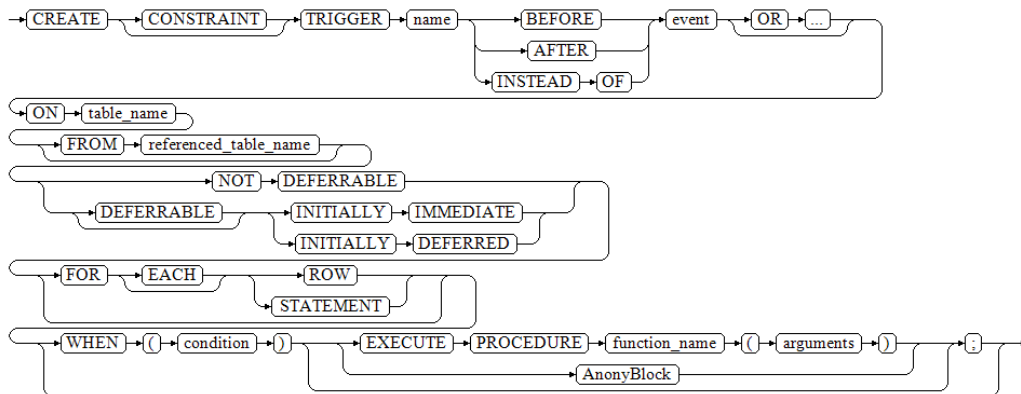 CREATE CONSTRAINT TRIGGER name BEFORE event OR ...
AFTER
INSTEAD OF
ON table_name
FROM referenced_table_name
NOT DEFERRABLE
DEFERRABLE INITIALLY IMMEDIATE
INITIALLY DEFERRED
FOR EACH ROW
STATEMENT
WHEN ( condition ) EXECUTE PROCEDURE function_name ( arguments ) ;
AnonyBlock